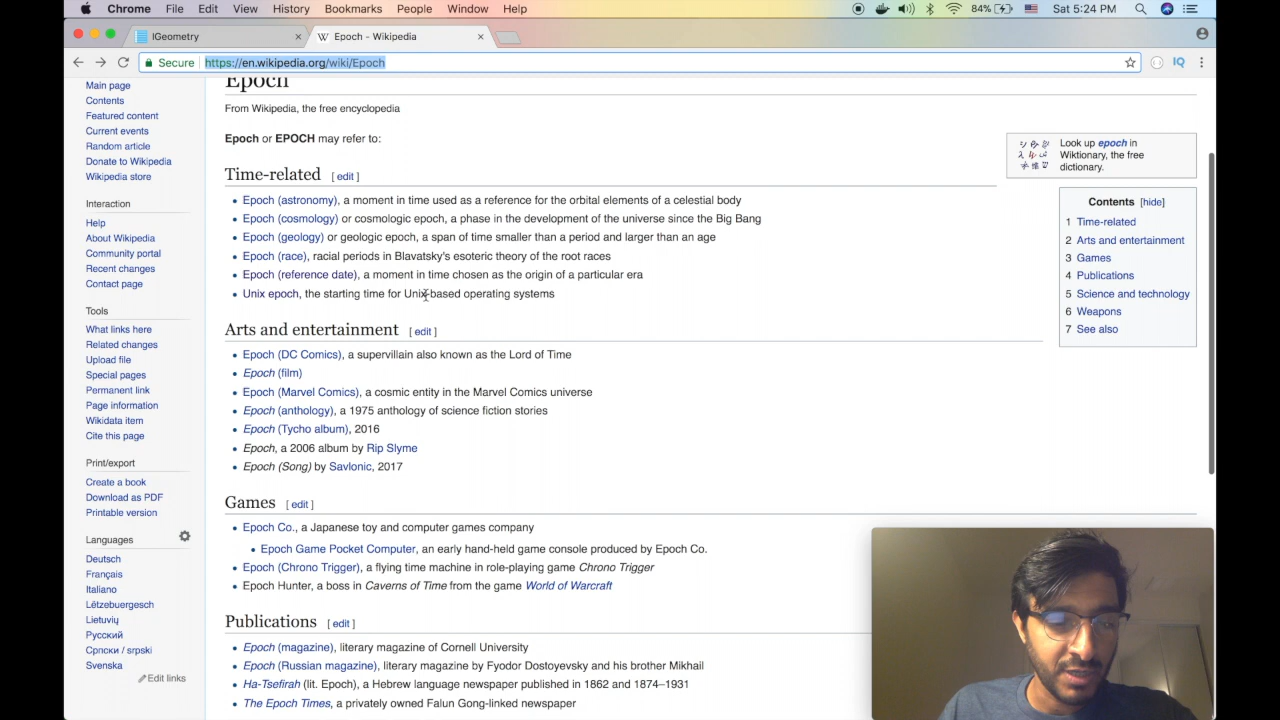 Chrome File Edit View History Bookmarks People Window Help 84% Sat 5:24 PM
IGeometry
Epoch - Wikipedia
Secure https://en.wikipedia.org/wiki/Epoch
IQ
Main page
Contents
Featured content
Current events
Random article
Donate to Wikipedia
Wikipedia store
Interaction
Help
About Wikipedia
Community portal
Recent changes
Contact page
Tools
What links here
Related changes
Upload file
Special pages
Permanent link
Page information
Wikidata item
Cite this page
Print/export
Create a book
Download as PDF
Printable version
Languages
Deutsch
Français
Italiano
Lëtzebuergesch
Lietuvių
Русский
Српски / srpski
Svenska
Edit links
Epoch
From Wikipedia, the free encyclopedia
Epoch or EPOCH may refer to:
Time-related [ edit ]
Epoch (astronomy), a moment in time used as a reference for the orbital elements of a celestial body
Epoch (cosmology) or cosmologic epoch, a phase in the development of the universe since the Big Bang
Epoch (geology) or geologic epoch, a span of time smaller than a period and larger than an age
Epoch (race), racial periods in Blavatsky's esoteric theory of the root races
Epoch (reference date), a moment in time chosen as the origin of a particular era
Unix epoch, the starting time for Unix-based operating systems
Arts and entertainment [ edit ]
Epoch (DC Comics), a supervillain also known as the Lord of Time
Epoch (film)
Epoch (Marvel Comics), a cosmic entity in the Marvel Comics universe
Epoch (anthology), a 1975 anthology of science fiction stories
Epoch (Tycho album), 2016
Epoch, a 2006 album by Rip Slyme
Epoch (Song) by Savlonic, 2017
Games [ edit ]
Epoch Co., a Japanese toy and computer games company
Epoch Game Pocket Computer, an early hand-held game console produced by Epoch Co.
Epoch (Chrono Trigger), a flying time machine in role-playing game Chrono Trigger
Epoch Hunter, a boss in Caverns of Time from the game World of Warcraft
Publications [ edit ]
Epoch (magazine), literary magazine of Cornell University
Epoch (Russian magazine), literary magazine by Fyodor Dostoyevsky and his brother Mikhail
Ha-Tsefirah (lit. Epoch), a Hebrew language newspaper published in 1862 and 1874–1931
The Epoch Times, a privately owned Falun Gong-linked newspaper
Look up epoch in
Wiktionary, the free
dictionary.
Contents [hide]
1 Time-related
2 Arts and entertainment
3 Games
4 Publications
5 Science and technology
6 Weapons
7 See also